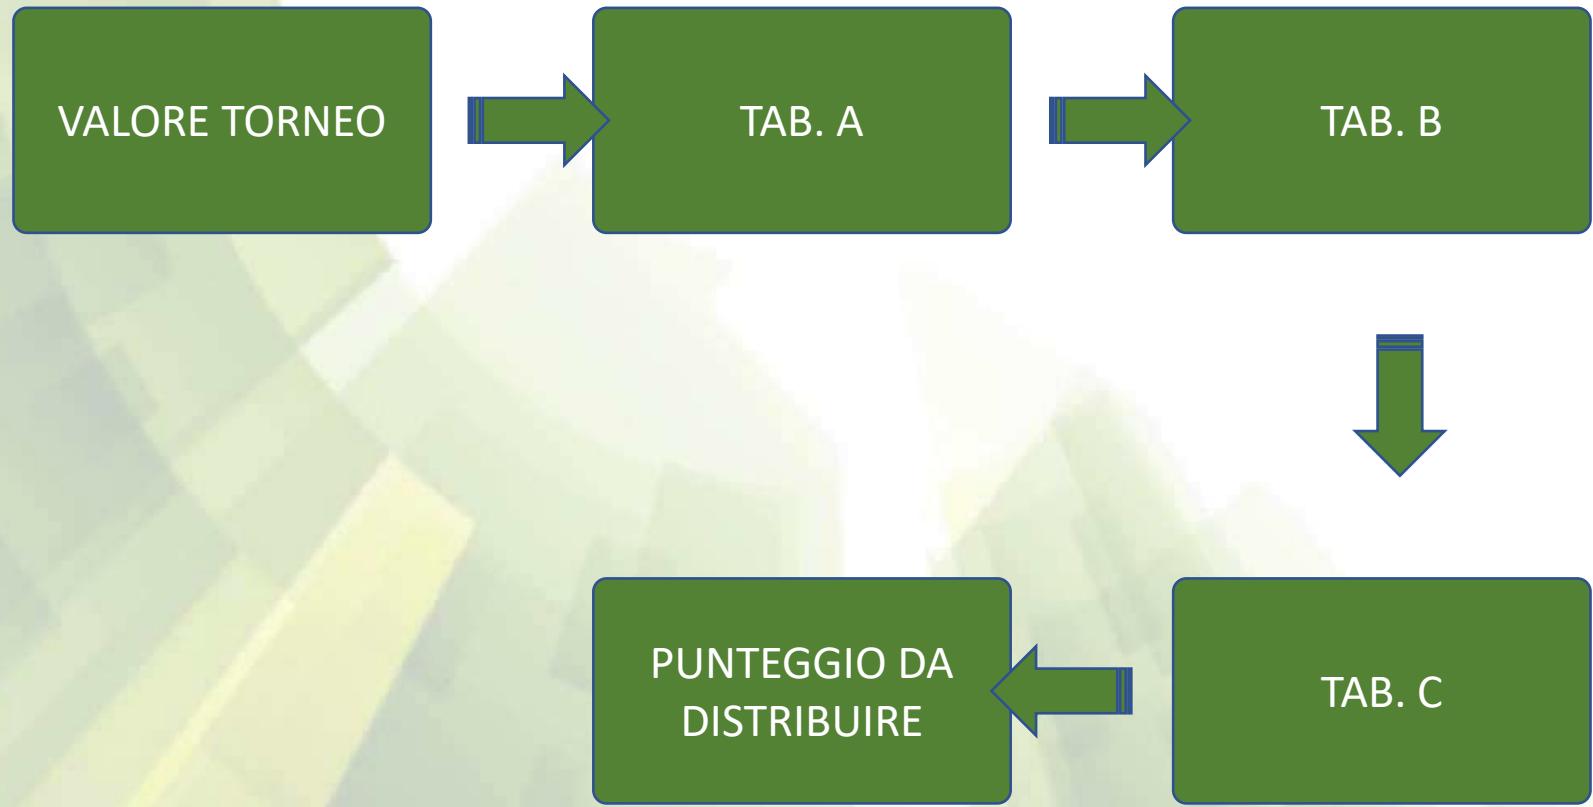 VALORE TORNEO
TAB. A
TAB. B
PUNTEGGIO DA
DISTRIBUIRE
TAB. C